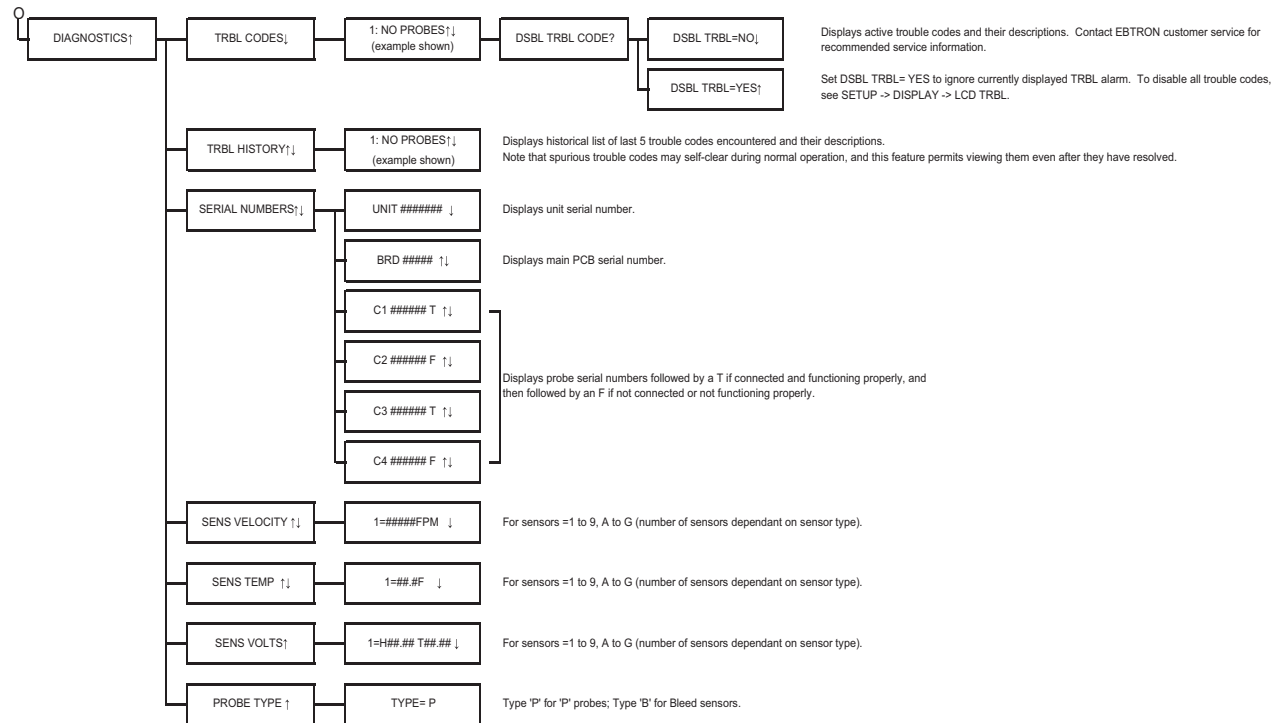 O
DIAGNOSTICS↑
TRBL CODES↓
1: NO PROBES↑↓
(example shown)
DSBL TRBL CODE?
DSBL TRBL=NO↓
Displays active trouble codes and their descriptions. Contact EBTRON customer service for
recommended service information.
DSBL TRBL=YES↑
Set DSBL TRBL= YES to ignore currently displayed TRBL alarm. To disable all trouble codes,
see SETUP -> DISPLAY -> LCD TRBL.
TRBL HISTORY↑↓
1: NO PROBES↑↓
(example shown)
Displays historical list of last 5 trouble codes encountered and their descriptions.
Note that spurious trouble codes may self-clear during normal operation, and this feature permits viewing them even after they have resolved.
SERIAL NUMBERS↑↓
UNIT ####### ↓
Displays unit serial number.
BRD ##### ↑↓
Displays main PCB serial number.
C1 ###### T ↑↓
C2 ###### F ↑↓
Displays probe serial numbers followed by a T if connected and functioning properly, and
then followed by an F if not connected or not functioning properly.
C3 ###### T ↑↓
C4 ###### F ↑↓
SENS VELOCITY ↑↓
1=#####FPM ↓
For sensors =1 to 9, A to G (number of sensors dependant on sensor type).
SENS TEMP ↑↓
1=##.#F ↓
For sensors =1 to 9, A to G (number of sensors dependant on sensor type).
SENS VOLTS↑
1=H##.## T##.## ↓
For sensors =1 to 9, A to G (number of sensors dependant on sensor type).
PROBE TYPE ↑
TYPE= P
Type 'P' for 'P' probes; Type 'B' for Bleed sensors.